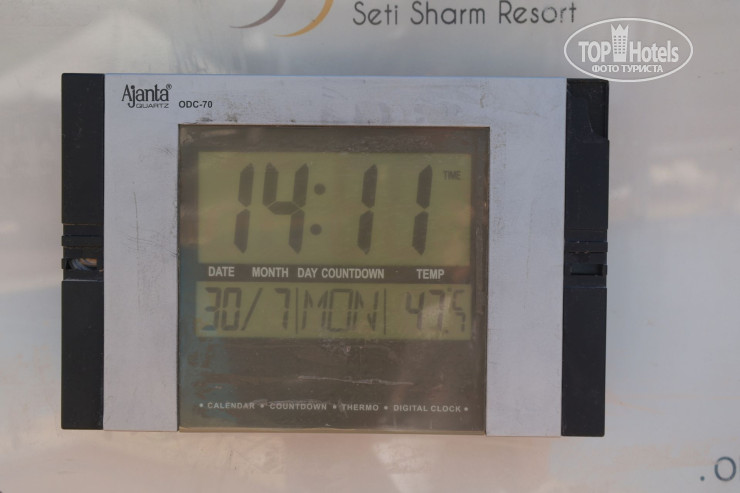 Seti Sharm Resort
TOP Hotels
ФОТО ТУРИСТА
Ajanta®
QUARTZ ODC-70
14:11 TIME
DATE MONTH DAY COUNTDOWN TEMP
30/ 7 MON 47.5
• CALENDAR • COUNTDOWN • THERMO • DIGITAL CLOCK •